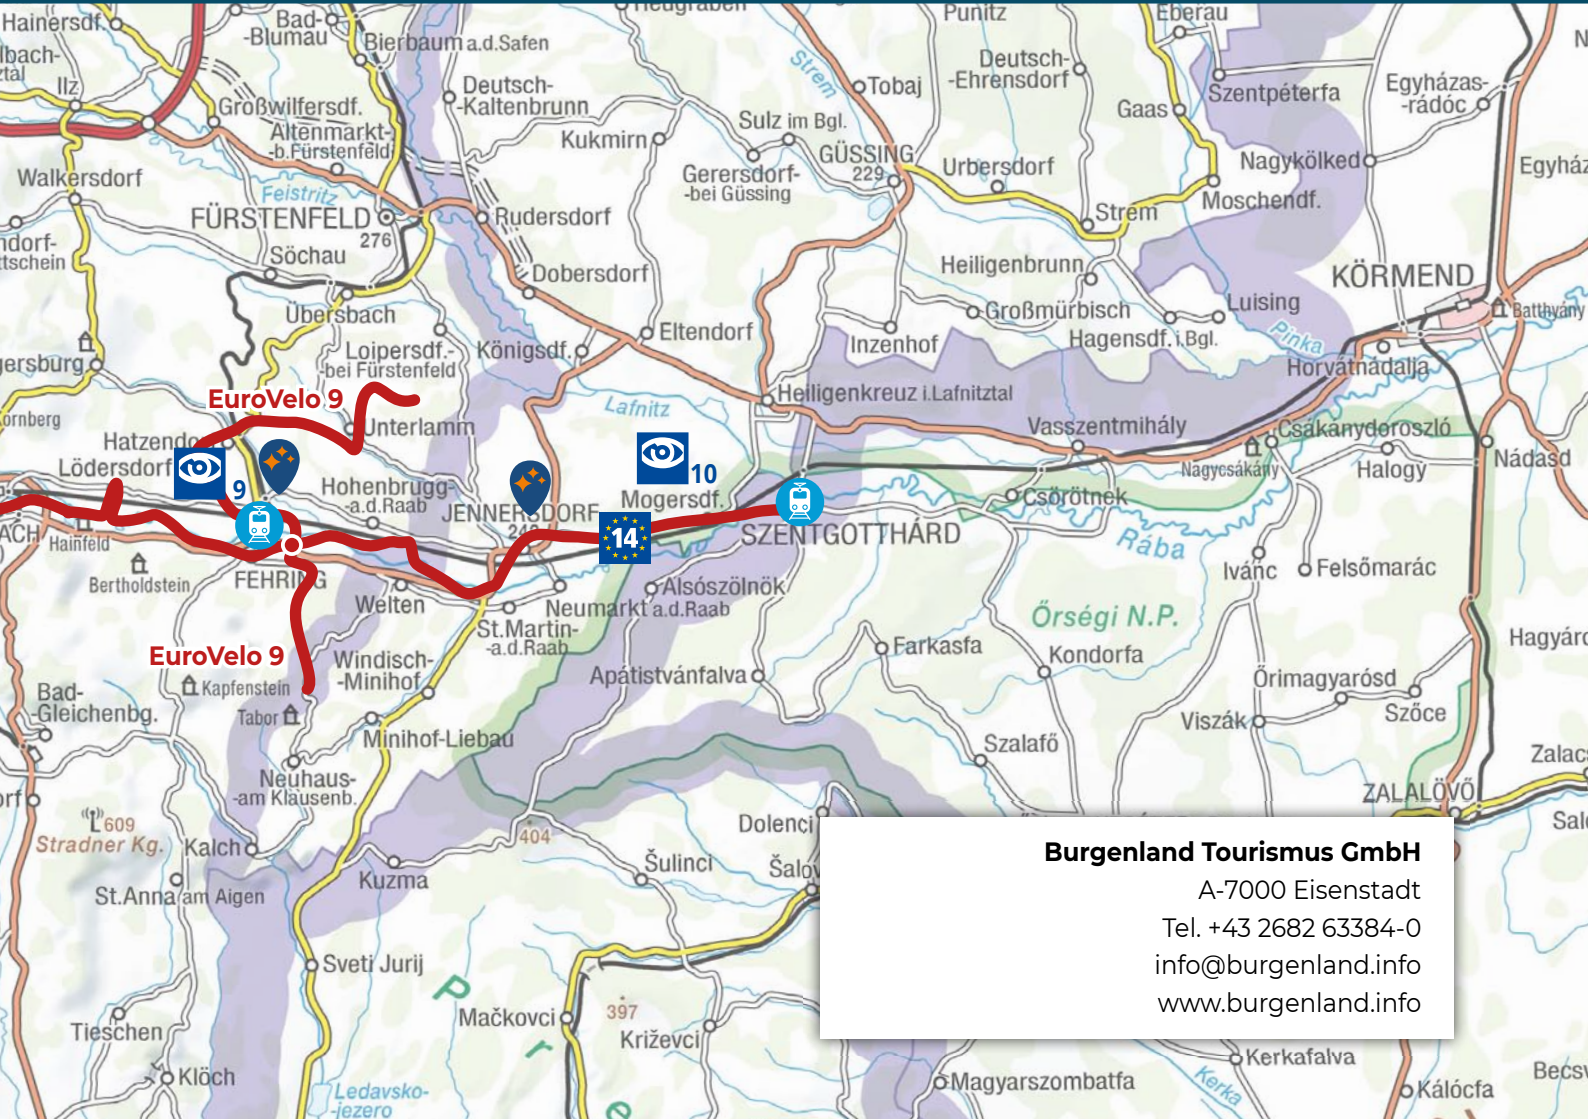 Hainersdf.
Bad-
-Blumau
Bierbaum a.d.Safen
Punitz
Eberau
Deutsch-
-Ehrensdorf
Strem
Tobaj
Szentpéterfa
Egyházas-
-rádóc
Ilz
Deutsch-
-Kaltenbrunn
Großwilfersdf.
Altenmarkt-
-b.Fürstenfeld
Kukmirn
Sulz im Bgl.
Gaas
GÜSSING
229
Gerersdorf-
-bei Güssing
Urbersdorf
Nagykölked
Walkersdorf
Feistritz
FÜRSTENFELD
276
Rudersdorf
Strem
Moschendf.
Söchau
Dobersdorf
Heiligenbrunn
KÖRMEND
Übersbach
Eltendorf
Großmürbisch
Luising
Batthyány
Loipersdf.-
-bei Fürstenfeld
Königsdf.
Inzenhof
Hagensdf. i.Bgl.
Pinka
Horvátnádalja
EuroVelo 9
Lafnitz
Heiligenkreuz i.Lafnitztal
Unterlamm
Vasszentmihály
Csákánydoroszló
Lödersdorf
9
10
Nagycsákány
Halogy
Nádasd
Hohenbrugg-
-a.d.Raab
JENNERSDORF
Mogersdf.
Csörötnek
14
SZENTGOTTHÁRD
Rába
Hainfeld
Bertholdstein
FEHRING
Welten
Neumarkt a.d.Raab
Alsószölnök
Ivánc
Felsőmarác
Őrségi N.P.
St.Martin-
-a.d.Raab
Farkasfa
Kondorfa
EuroVelo 9
Windisch-
-Minihof
Apátistvánfalva
Őrimagyarósd
Kapfenstein
Tabor
Bad-
Gleichenbg.
Viszák
Szőce
Minihof-Liebau
Szalafő
Neuhaus-
-am Klausenb.
ZALALÖVŐ
609
Stradner Kg.
Kalch
404
Dolenci
Šulinci
Kuzma
St.Anna am Aigen
Burgenland Tourismus GmbH
A-7000 Eisenstadt
Tel. +43 2682 63384-0
info@burgenland.info
www.burgenland.info
Sveti Jurij
P
r
e
Mačkovci
397
Križevci
Tieschen
Klöch
Ledavsko-
-jezero
Kerkafalva
Kerka
Magyarszombatfa
Kálócfa